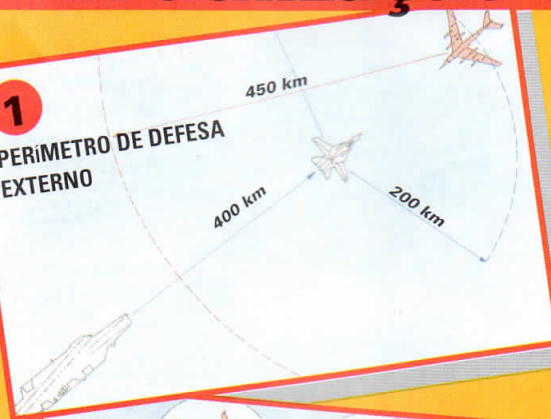 1
PERÍMETRO DE DEFESA
EXTERNO
450 km
400 km
200 km